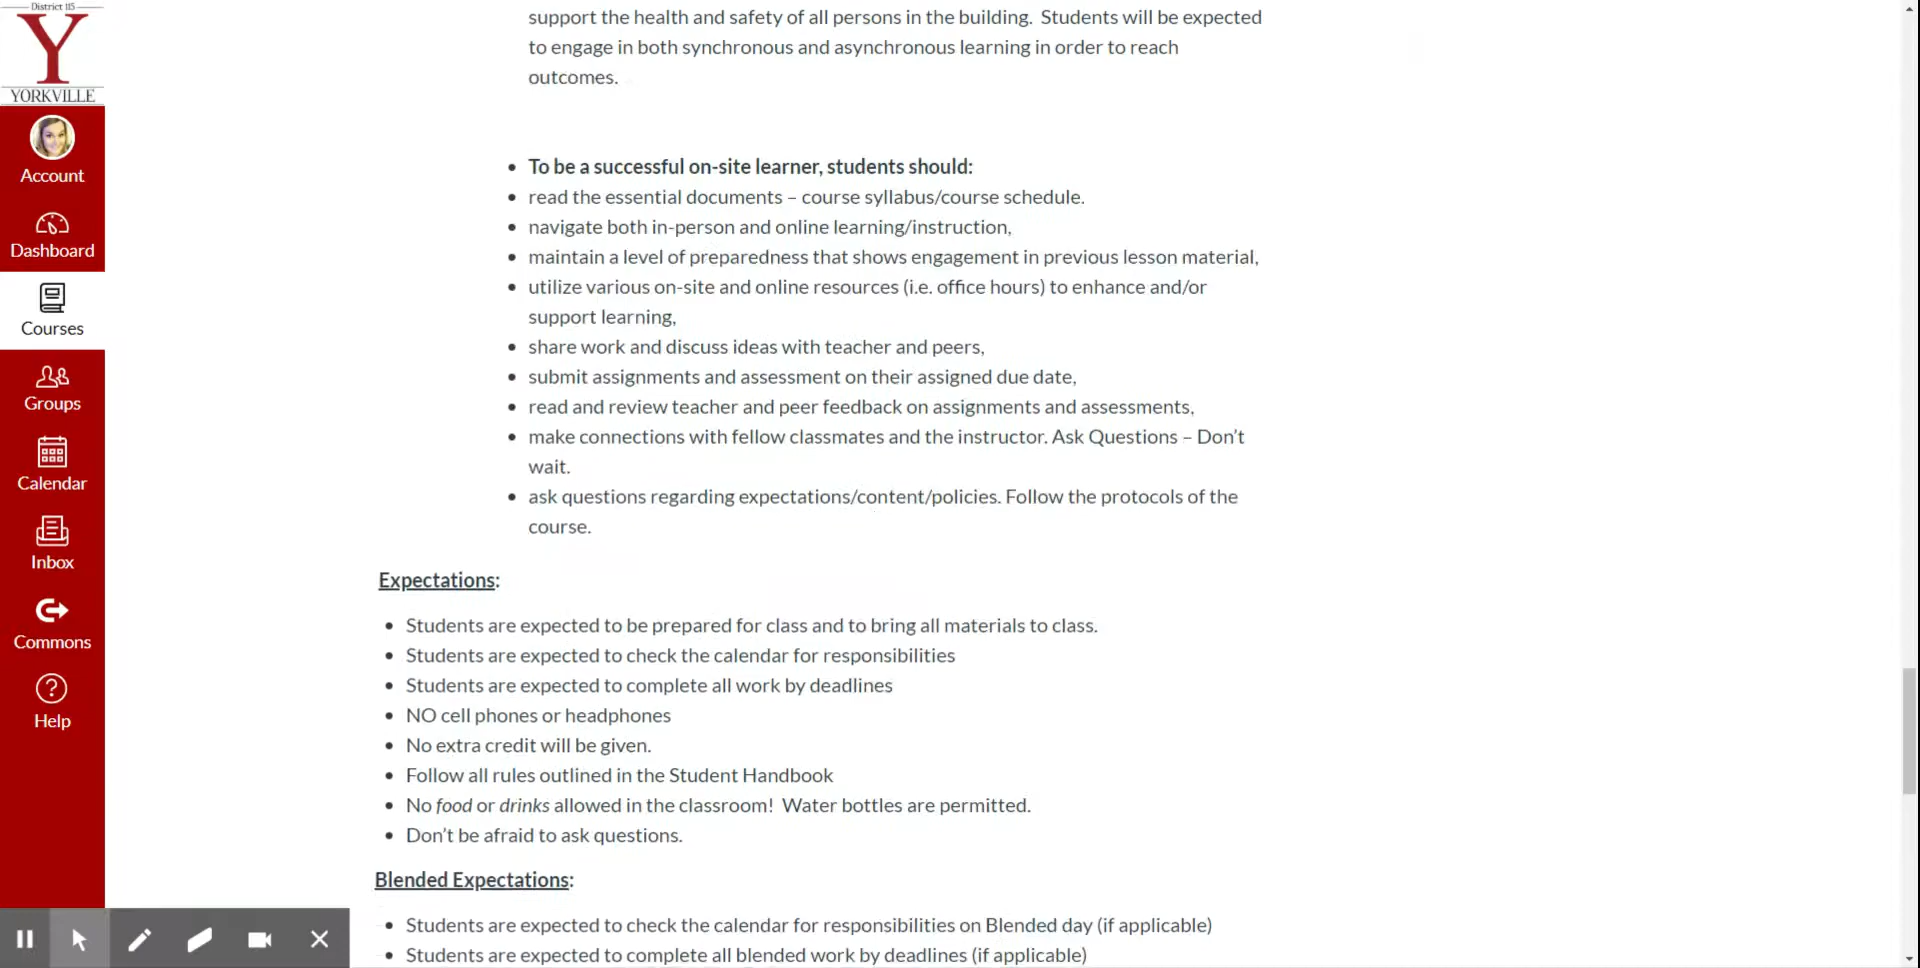 District 115
Y
YORKVILLE
Account
Dashboard
Courses
Groups
Calendar
Inbox
Commons
Help
support the health and safety of all persons in the building.  Students will be expected
to engage in both synchronous and asynchronous learning in order to reach
outcomes.
• To be a successful on-site learner, students should:
• read the essential documents – course syllabus/course schedule.
• navigate both in-person and online learning/instruction,
• maintain a level of preparedness that shows engagement in previous lesson material,
• utilize various on-site and online resources (i.e. office hours) to enhance and/or
support learning,
• share work and discuss ideas with teacher and peers,
• submit assignments and assessment on their assigned due date,
• read and review teacher and peer feedback on assignments and assessments,
• make connections with fellow classmates and the instructor. Ask Questions – Don’t
wait.
• ask questions regarding expectations/content/policies. Follow the protocols of the
course.
Expectations:
• Students are expected to be prepared for class and to bring all materials to class.
• Students are expected to check the calendar for responsibilities
• Students are expected to complete all work by deadlines
• NO cell phones or headphones
• No extra credit will be given.
• Follow all rules outlined in the Student Handbook
• No food or drinks allowed in the classroom!  Water bottles are permitted.
• Don’t be afraid to ask questions.
Blended Expectations:
• Students are expected to check the calendar for responsibilities on Blended day (if applicable)
• Students are expected to complete all blended work by deadlines (if applicable)